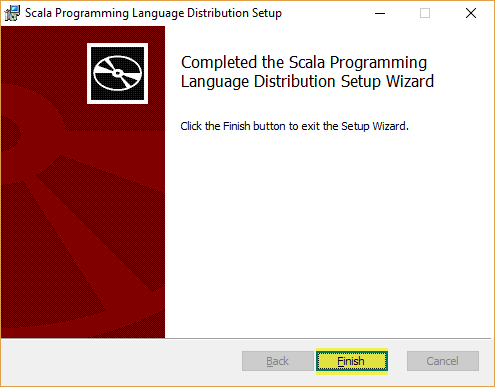 Scala Programming Language Distribution Setup
Completed the Scala Programming
Language Distribution Setup Wizard
Click the Finish button to exit the Setup Wizard.
Back
Finish
Cancel